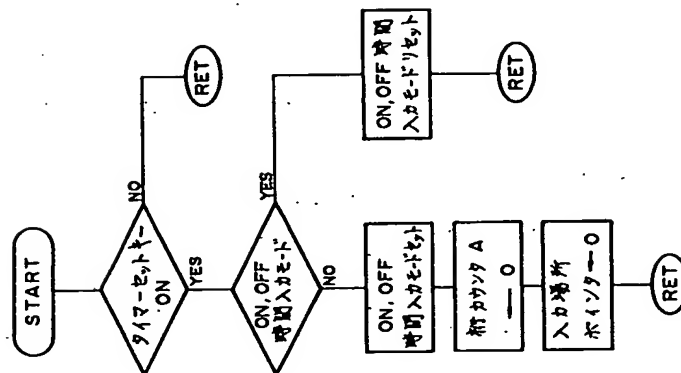 START
タイマーセットキー
ON
NO
RET
YES
ON, OFF
時間入力モード
YES
ON, OFF 時間
入力モードリセット
RET
NO
ON, OFF
時間入力モードセット
桁カウンタ A
← 0
入力場所
ポインタ ← 0
RET